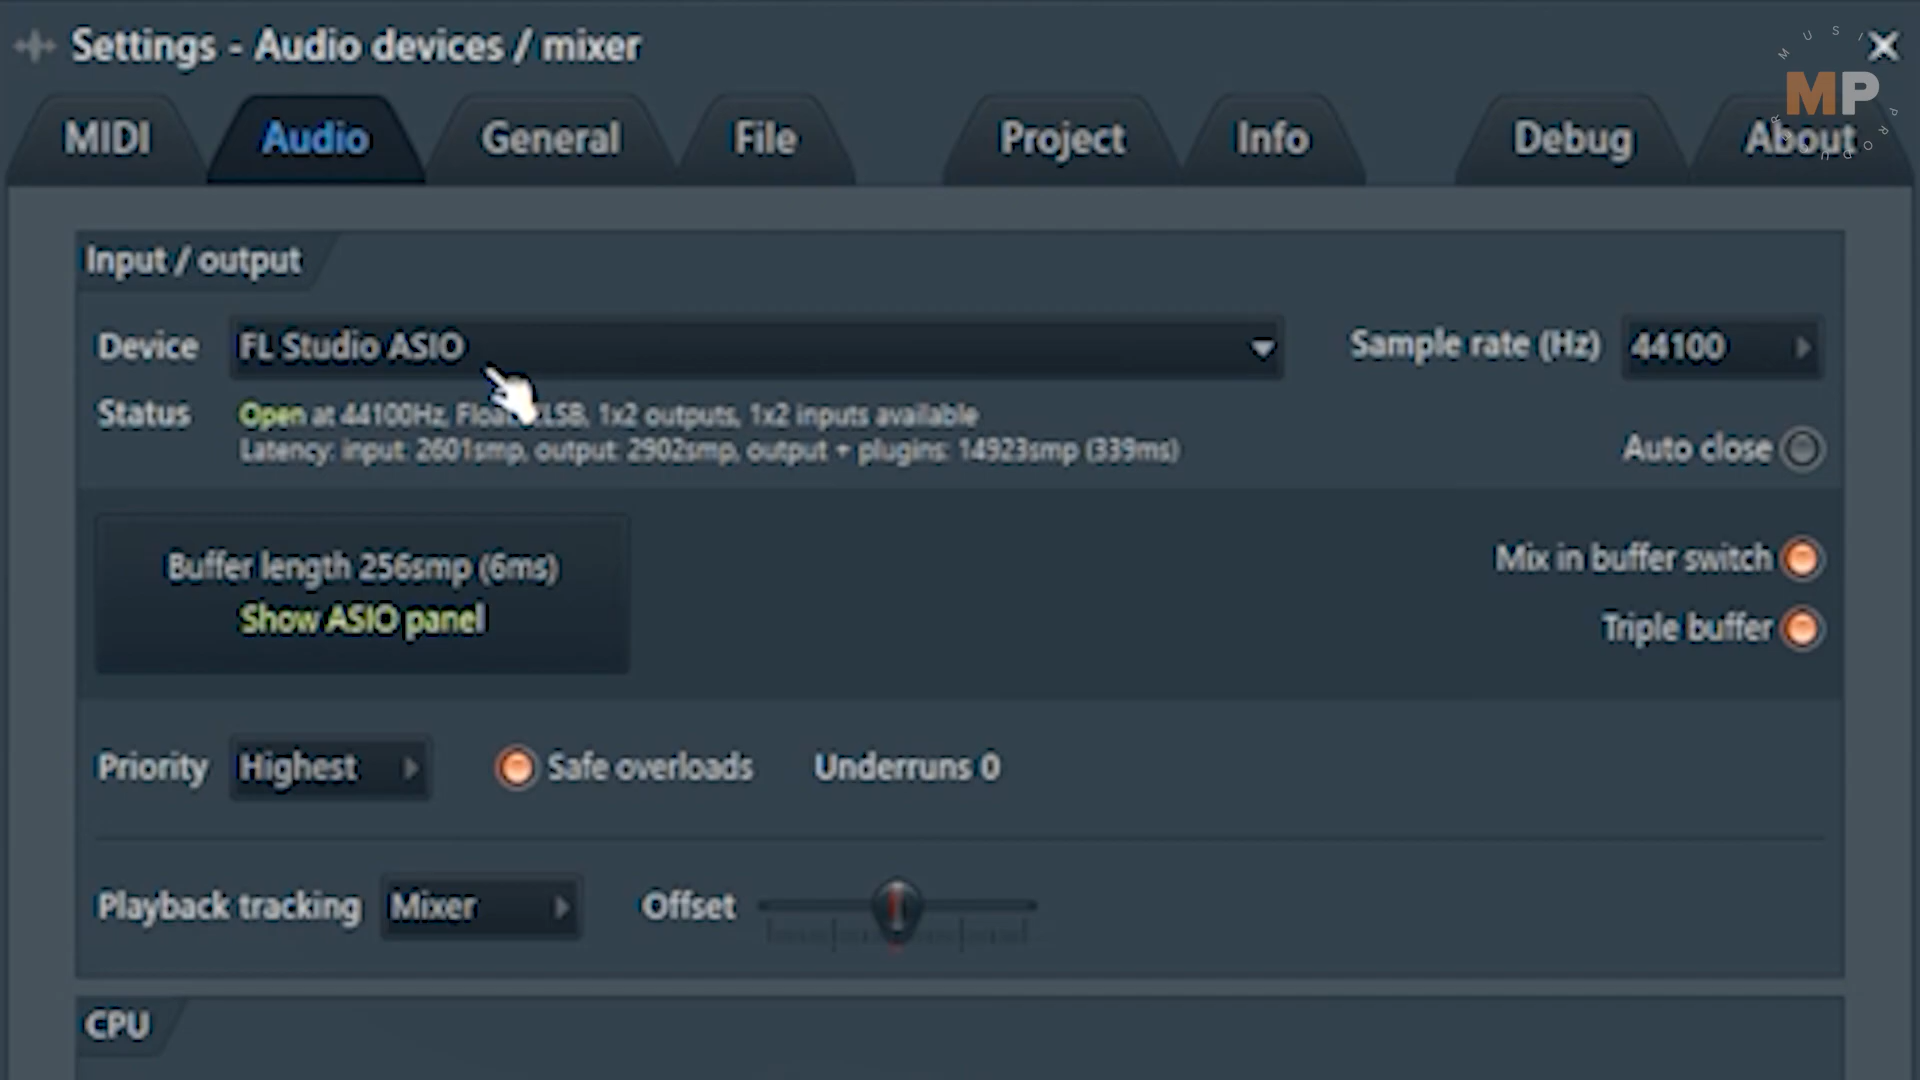 Settings - Audio devices / mixer
MIDI Audio General File Project Info Debug About
MP
MUSI
PRODU
Input / output
Device FL Studio ASIO Sample rate (Hz) 44100
Status Open at 44100Hz, 1x2 outputs, 1x2 inputs available
Latency: input: 2601smp, output: 2902smp, output + plugins: 14923smp (339ms)
Auto close
Buffer length 256smp (6ms)
Show ASIO panel
Mix in buffer switch
Triple buffer
Priority Highest Safe overloads Underruns 0
Playback tracking Mixer Offset
CPU